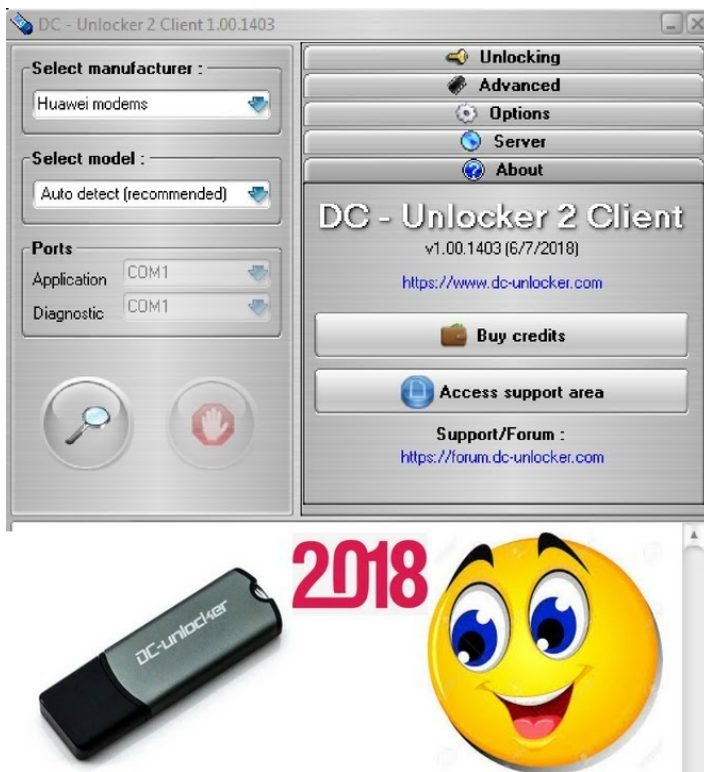 DC - Unlocker 2 Client 1.00.1403
Select manufacturer :
Huawei modems
Select model :
Auto detect (recommended)
Ports
Application COM1
Diagnostic COM1
Unlocking
Advanced
Options
Server
About
DC - Unlocker 2 Client
v1.00.1403 (6/7/2018)
https://www.dc-unlocker.com
Buy credits
Access support area
Support/Forum :
https://forum.dc-unlocker.com
2018
DC-unlocker